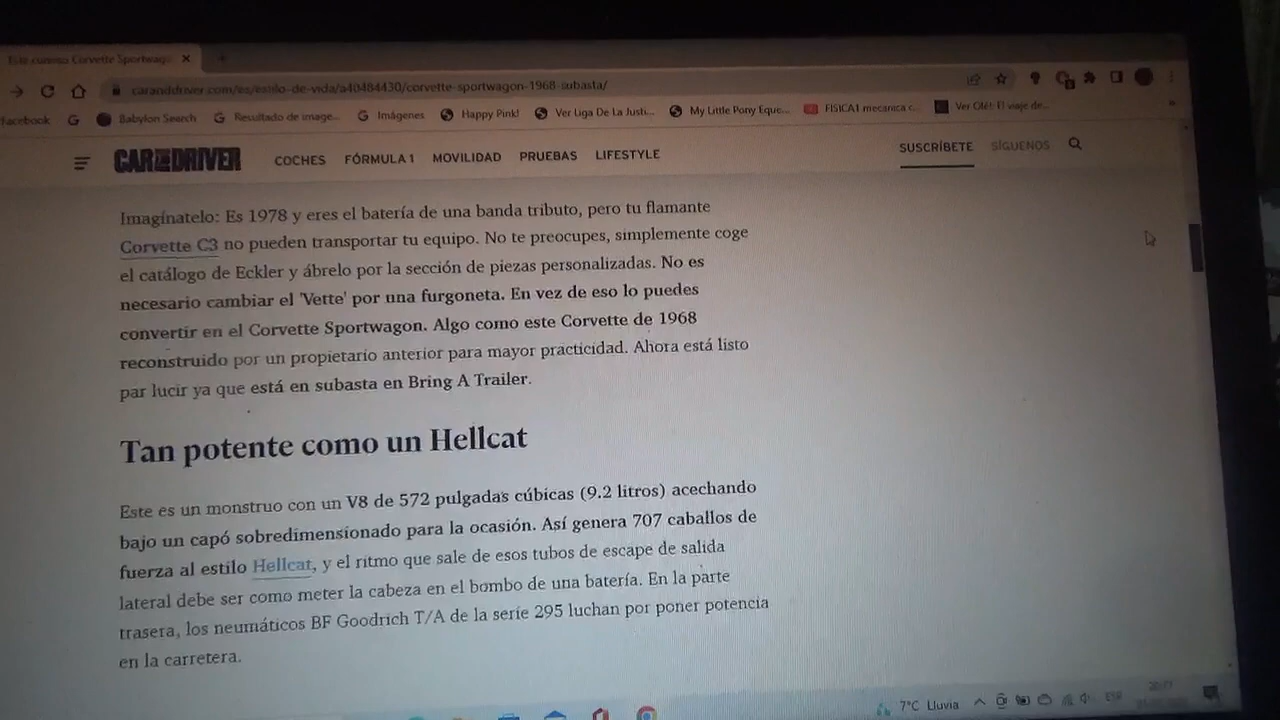 Este curioso Corvette Sportwag
caranddriver.com/es/estilo-de-vida/a40484430/corvette-sportwagon-1968-subasta/
facebook
Babylon Search
Resultado de image...
Imágenes
Happy Pink!
Ver Liga De La Justi...
My Little Pony Eque...
FISICA1 mecanica c...
Ver Olé!: El viaje de...
CAR AND DRIVER
COCHES
FÓRMULA 1
MOVILIDAD
PRUEBAS
LIFESTYLE
SUSCRÍBETE
SÍGUENOS
Imagínatelo: Es 1978 y eres el batería de una banda tributo, pero tu flamante
Corvette C3 no pueden transportar tu equipo. No te preocupes, simplemente coge
el catálogo de Eckler y ábrelo por la sección de piezas personalizadas. No es
necesario cambiar el 'Vette' por una furgoneta. En vez de eso lo puedes
convertir en el Corvette Sportwagon. Algo como este Corvette de 1968
reconstruido por un propietario anterior para mayor practicidad. Ahora está listo
par lucir ya que está en subasta en Bring A Trailer.
Tan potente como un Hellcat
Este es un monstruo con un V8 de 572 pulgadas cúbicas (9.2 litros) acechando
bajo un capó sobredimensionado para la ocasión. Así genera 707 caballos de
fuerza al estilo Hellcat, y el ritmo que sale de esos tubos de escape de salida
lateral debe ser como meter la cabeza en el bombo de una batería. En la parte
trasera, los neumáticos BF Goodrich T/A de la serie 295 luchan por poner potencia
en la carretera.
7°C Lluvia
ESP